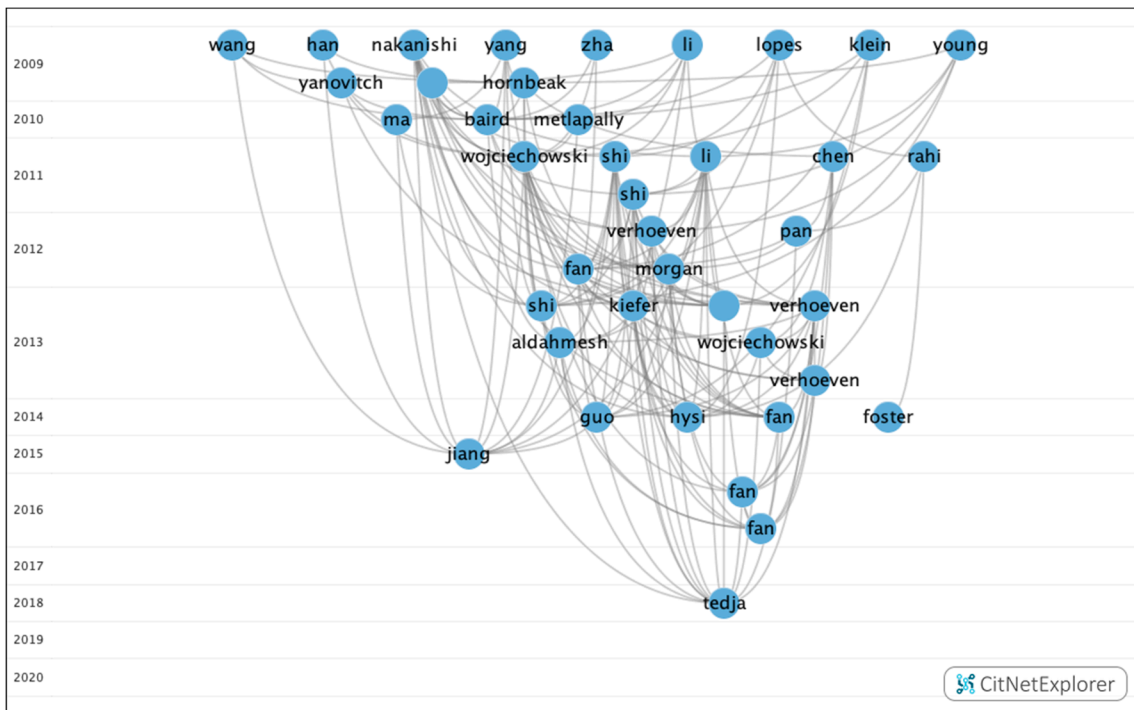 wang han nakanishi yang zha li lopes klein young
2009
yanovitch hornbeak
2010 ma baird metlapally
wojciechowski shi li chen rahi
2011
shi
verhoeven pan
2012
fan morgan
shi kiefer verhoeven
2013 aldahmesh wojciechowski
verhoeven
2014 guo hysi fan foster
2015 jiang
fan
2016
fan
2017
2018 tedja
2019
2020
CitNetExplorer